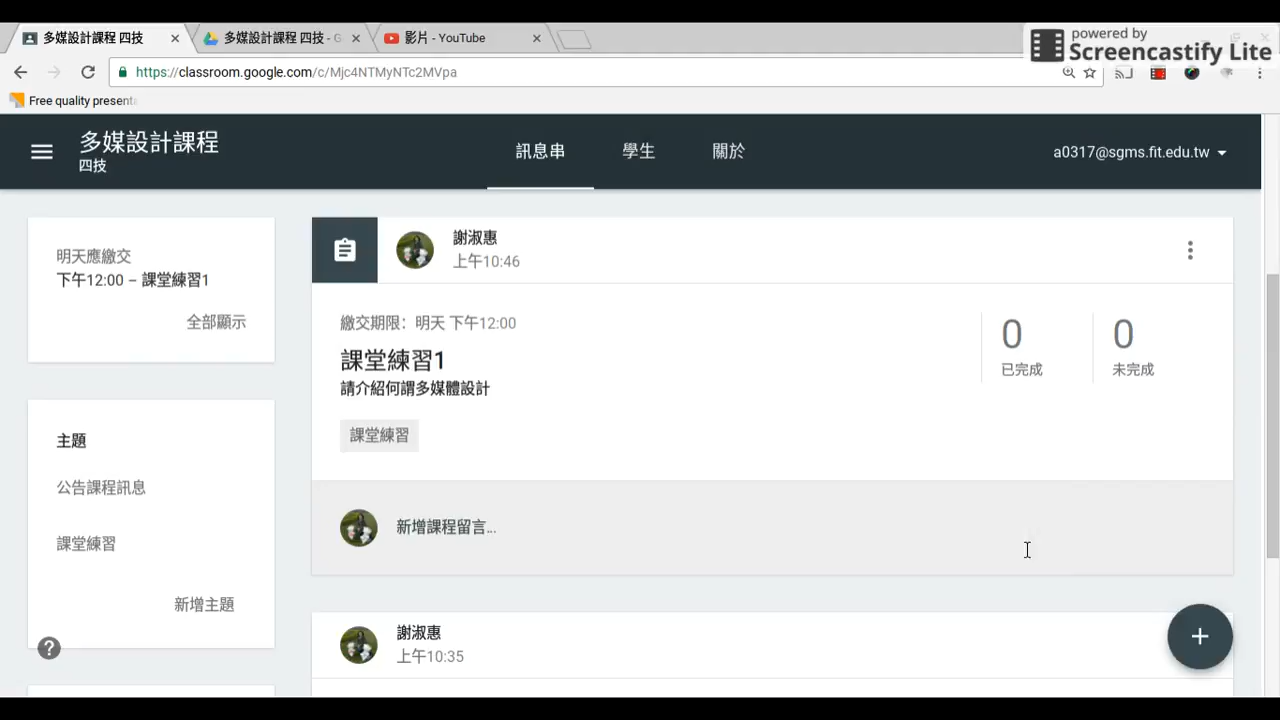 多媒設計課程 四技
多媒設計課程 四技 - G
影片 - YouTube
powered by
Screencastify Lite
https://classroom.google.com/c/Mjc4NTMyNTc2MVpa
Free quality present
多媒設計課程
四技
訊息串
學生
關於
a0317@sgms.fit.edu.tw
明天應繳交
下午12:00 – 課堂練習1
全部顯示
主題
公告課程訊息
課堂練習
新增主題
謝淑惠
上午10:46
繳交期限：明天 下午12:00
課堂練習1
請介紹何謂多媒體設計
課堂練習
0
已完成
0
未完成
新增課程留言...
謝淑惠
上午10:35